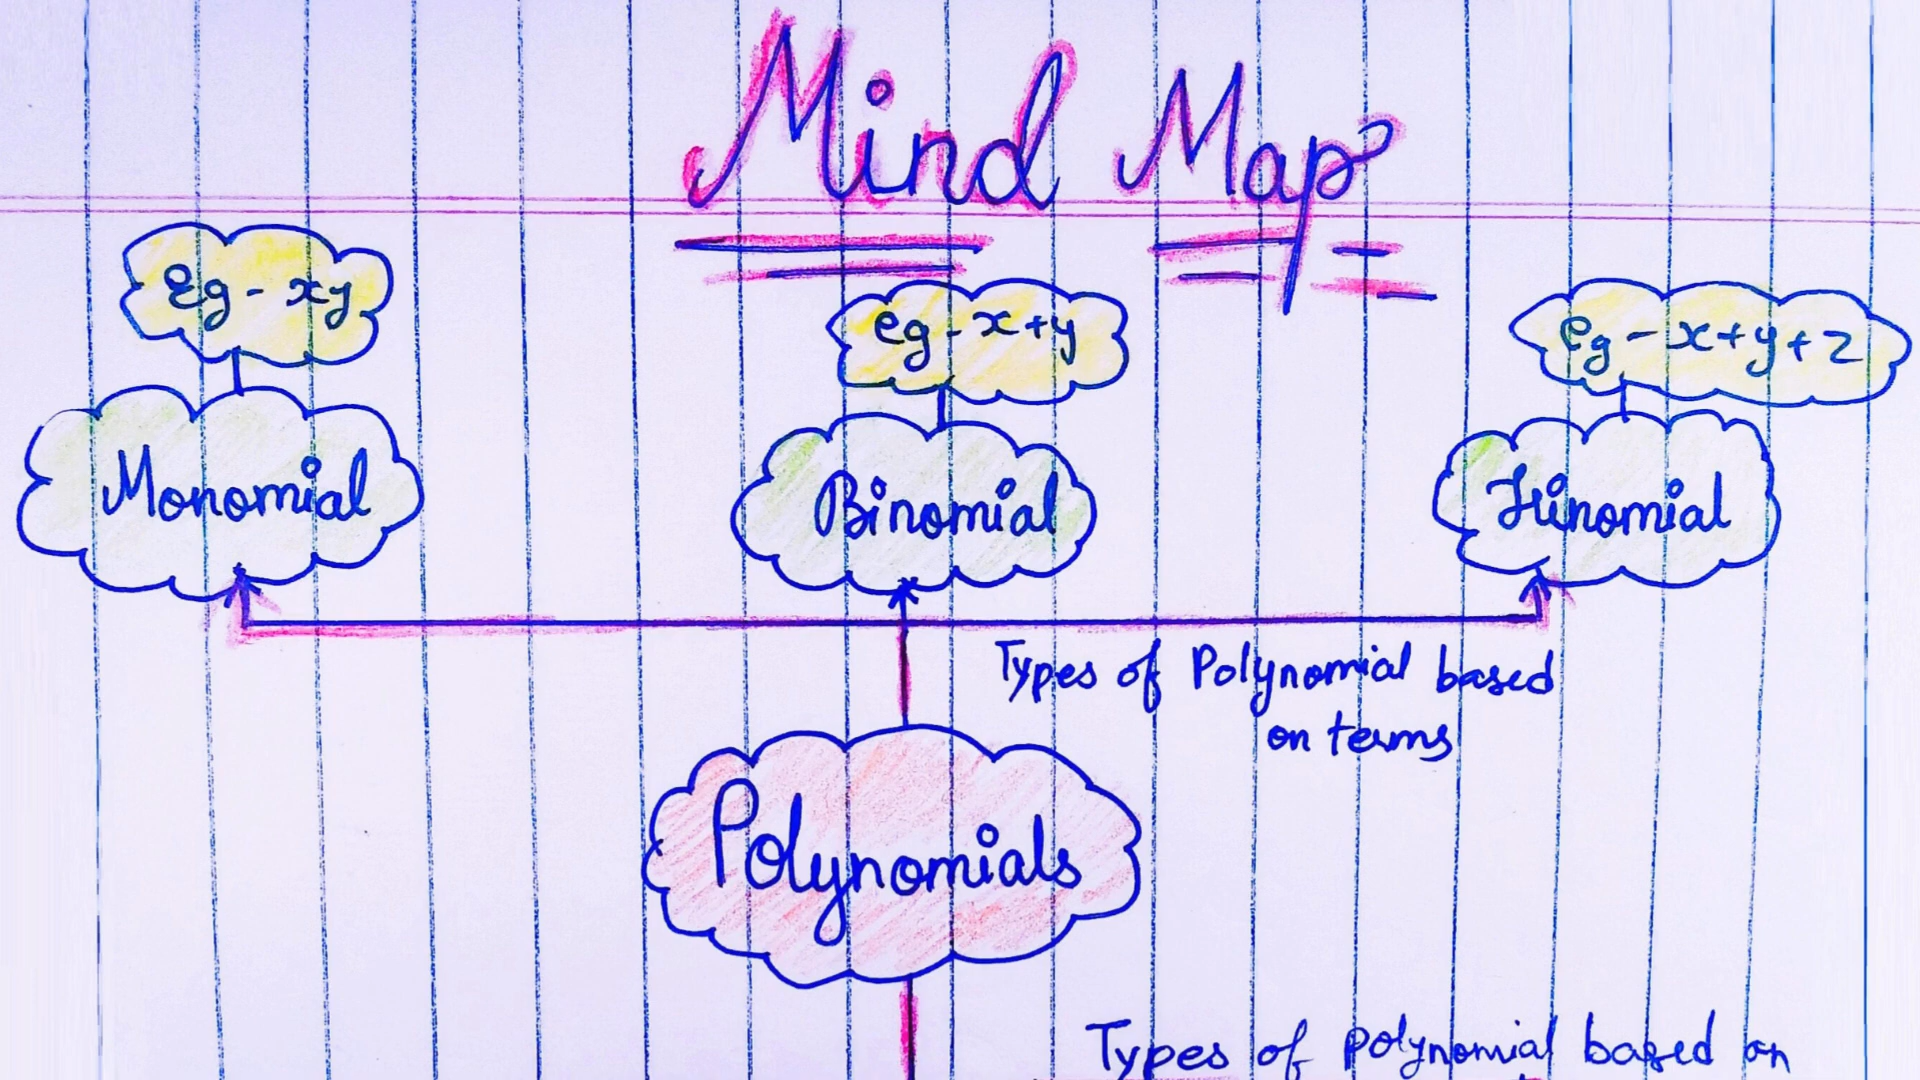 Mind Map
Eg - xy
eg - x+y
eg - x+y+z
Monomial
Binomial
Trinomial
Types of Polynomial based
on terms
Polynomials
Types of polynomial based on